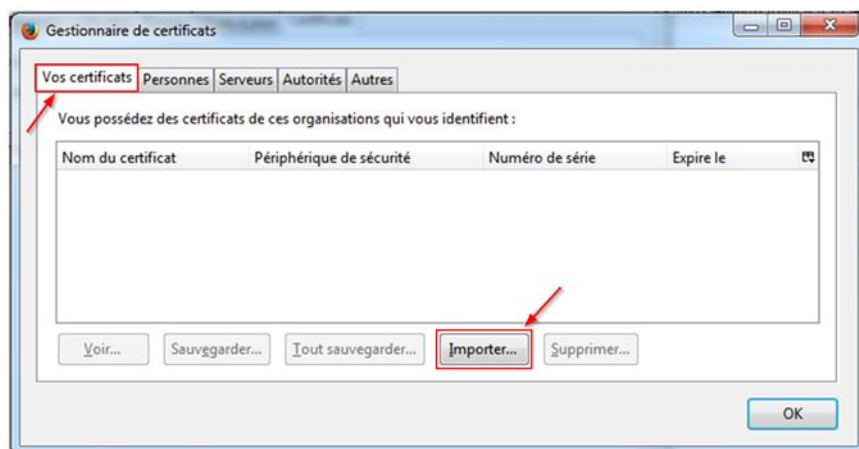 Gestionnaire de certificats
Vos certificats Personnes Serveurs Autorités Autres
Vous possédez des certificats de ces organisations qui vous identifient :
Nom du certificat Périphérique de sécurité Numéro de série Expire le
Voir... Sauvegarder... Tout sauvegarder... Importer... Supprimer...
OK